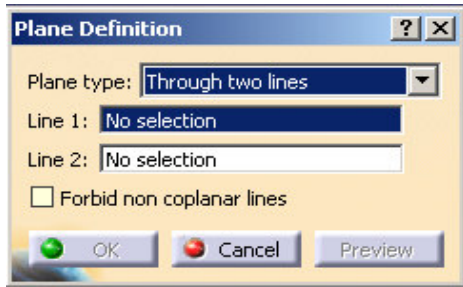 Plane Definition
Plane type: Through two lines
Line 1: No selection
Line 2: No selection
Forbid non coplanar lines
OK Cancel Preview